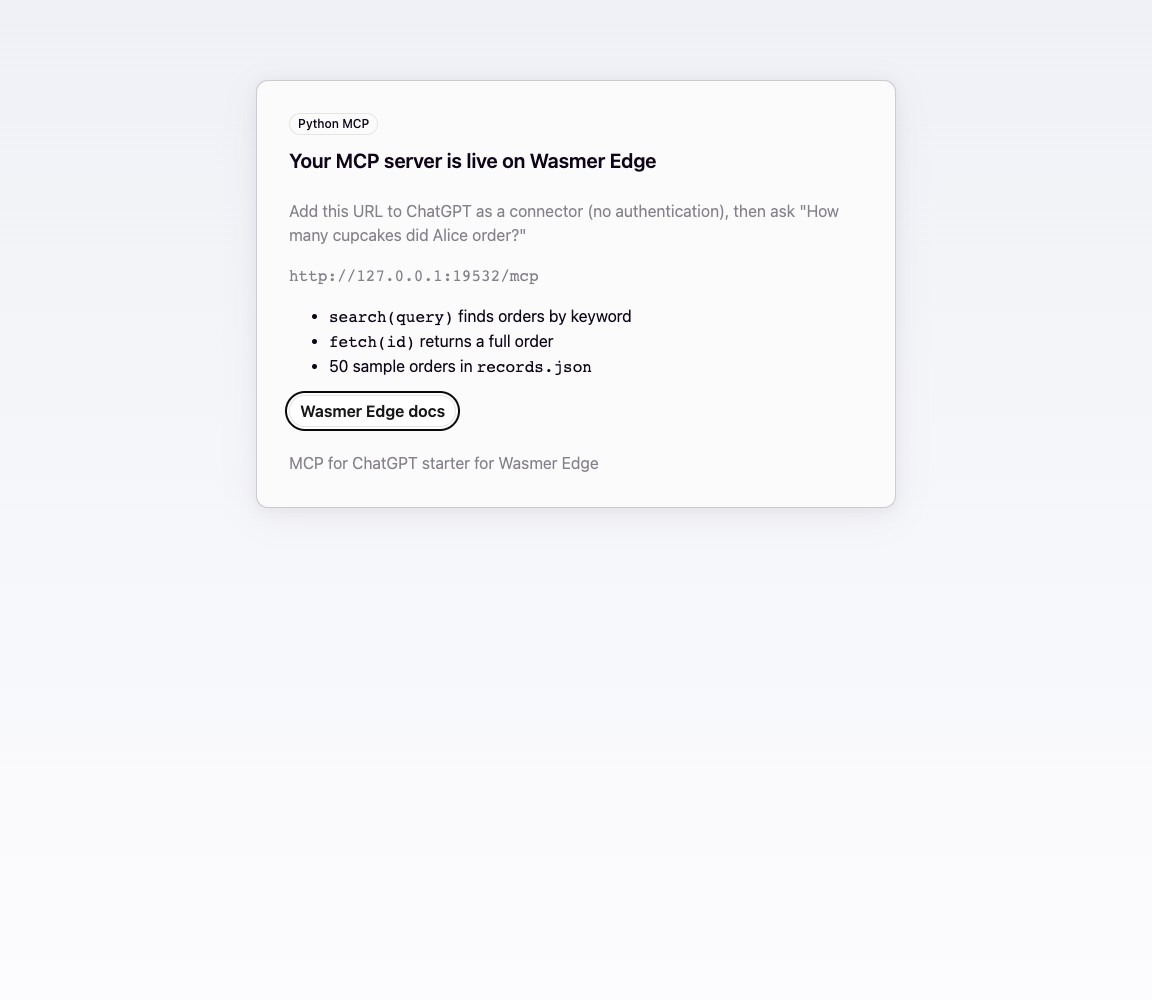 Python MCP
Your MCP server is live on Wasmer Edge
Add this URL to ChatGPT as a connector (no authentication), then ask "How
many cupcakes did Alice order?"
http://127.0.0.1:19532/mcp
• search(query) finds orders by keyword
• fetch(id) returns a full order
• 50 sample orders in records.json
Wasmer Edge docs
MCP for ChatGPT starter for Wasmer Edge